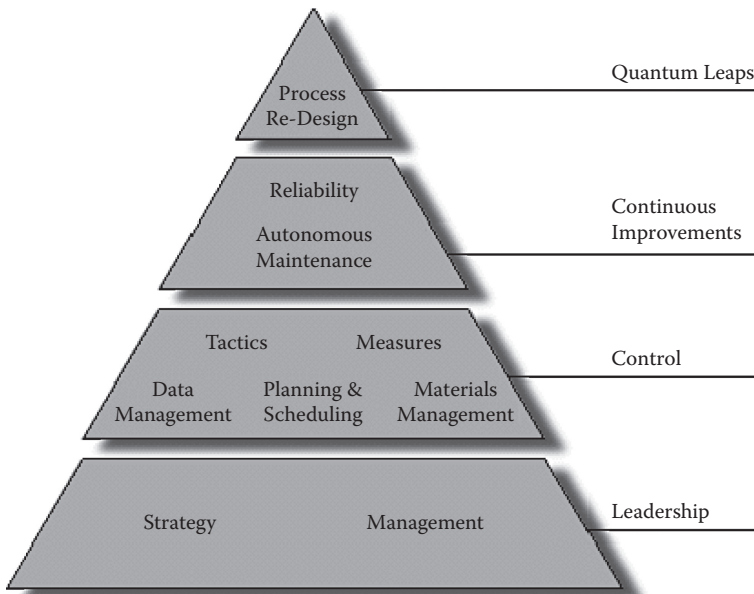 Process
Re-Design
Quantum Leaps
Reliability
Autonomous
Maintenance
Continuous
Improvements
Tactics
Measures
Data
Management
Planning &
Scheduling
Materials
Management
Control
Strategy
Management
Leadership